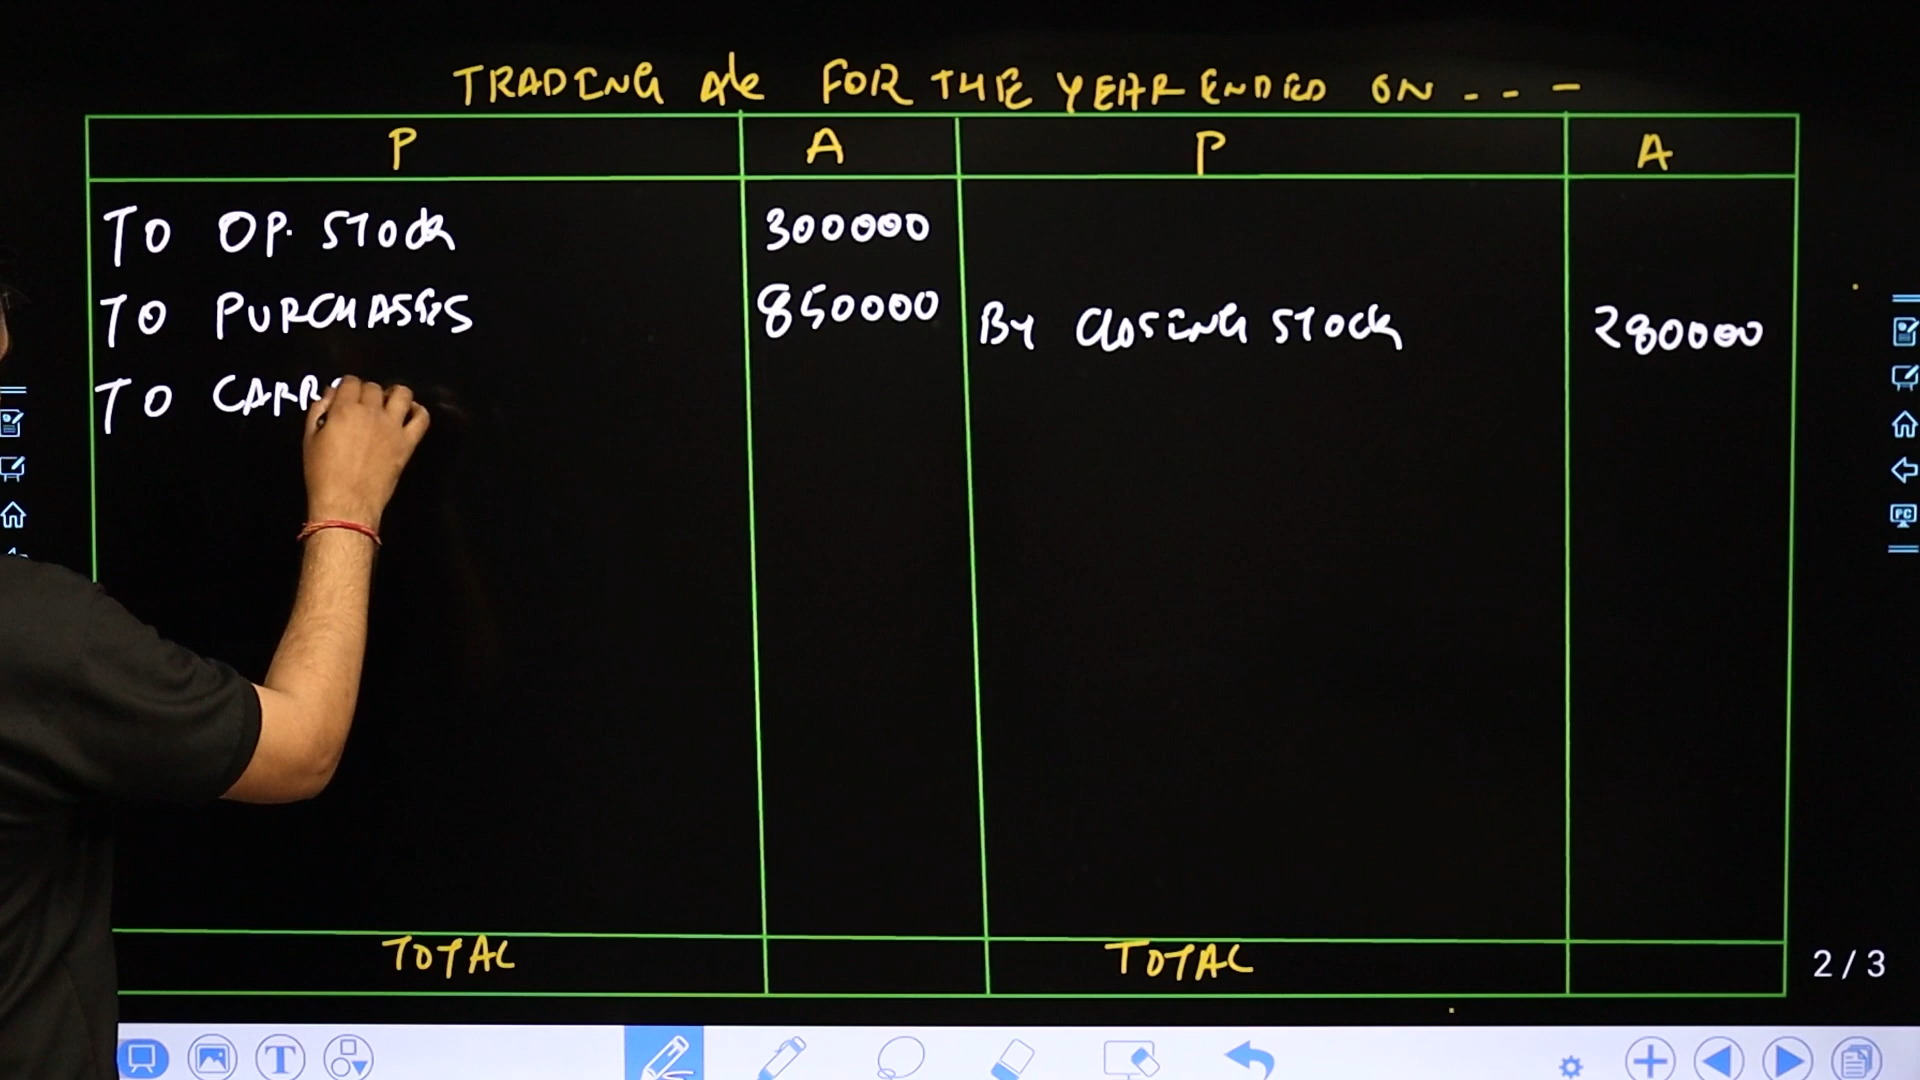 TRADING A/c FOR THE YEAR ENDED ON - - -
P A P A
TO OP. STOCK 300000
TO PURCHASES 850000 By CLOSING STOCK 280000
TO CARR
TOTAL TOTAL
2 / 3